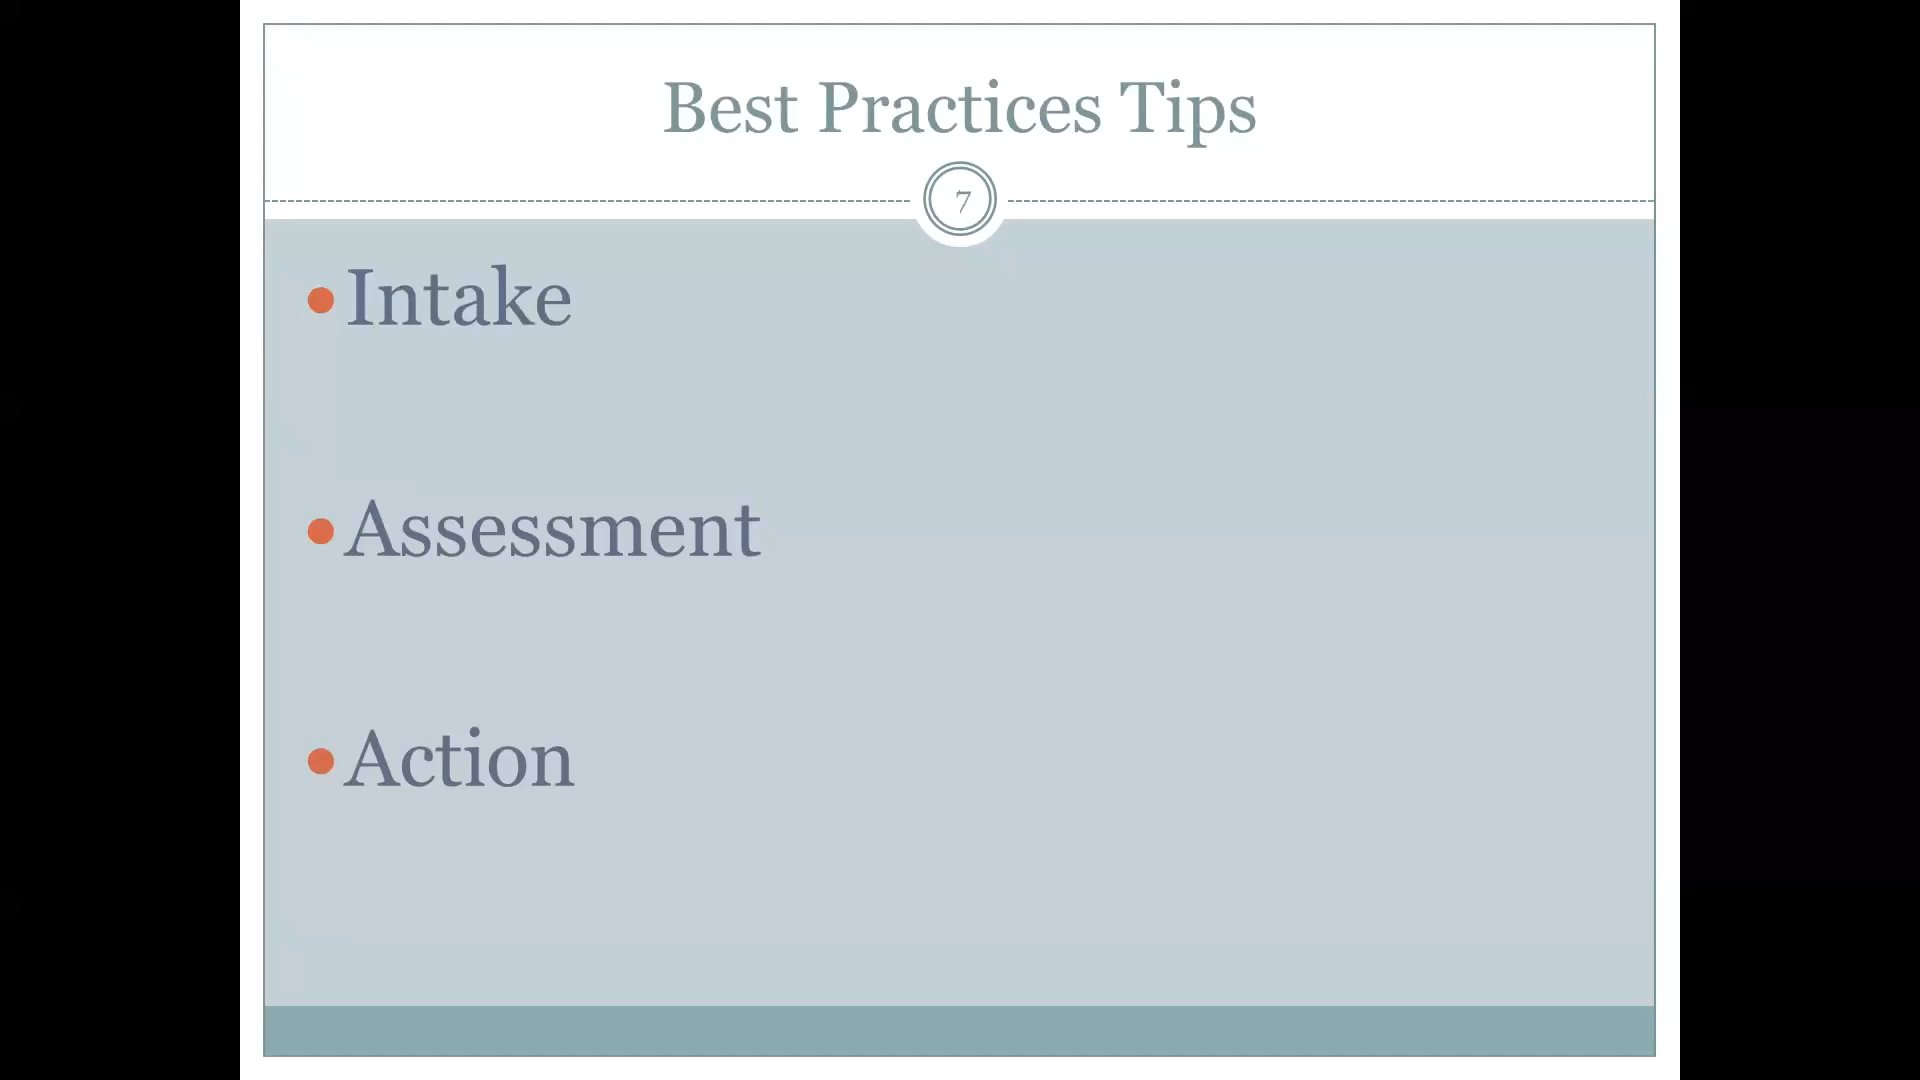 Best Practices Tips
7
• Intake
• Assessment
• Action